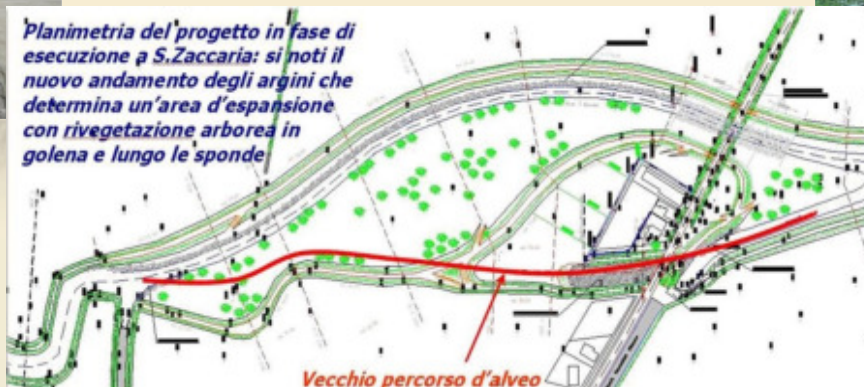 Planimetria del progetto in fase di
esecuzione a S.Zaccaria: si noti il
nuovo andamento degli argini che
determina un'area d'espansione
con rivegetazione arborea in
golena e lungo le sponde
Vecchio percorso d'alveo